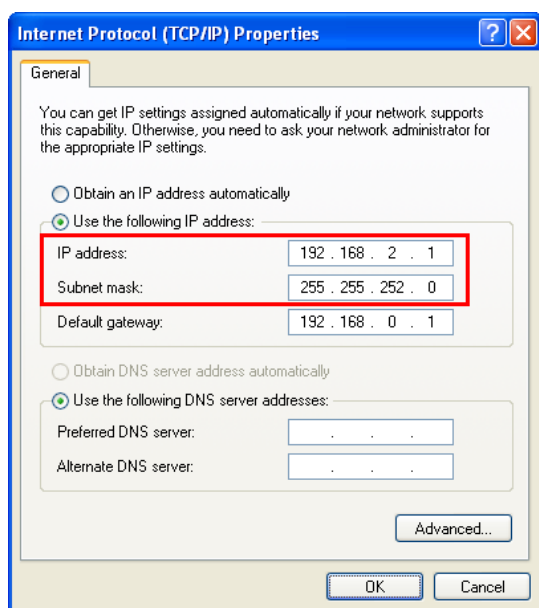 Internet Protocol (TCP/IP) Properties
General
You can get IP settings assigned automatically if your network supports
this capability. Otherwise, you need to ask your network administrator for
the appropriate IP settings.
Obtain an IP address automatically
Use the following IP address:
IP address: 192 . 168 . 2 . 1
Subnet mask: 255 . 255 . 252 . 0
Default gateway: 192 . 168 . 0 . 1
Obtain DNS server address automatically
Use the following DNS server addresses:
Preferred DNS server: . . .
Alternate DNS server: . . .
Advanced...
OK Cancel